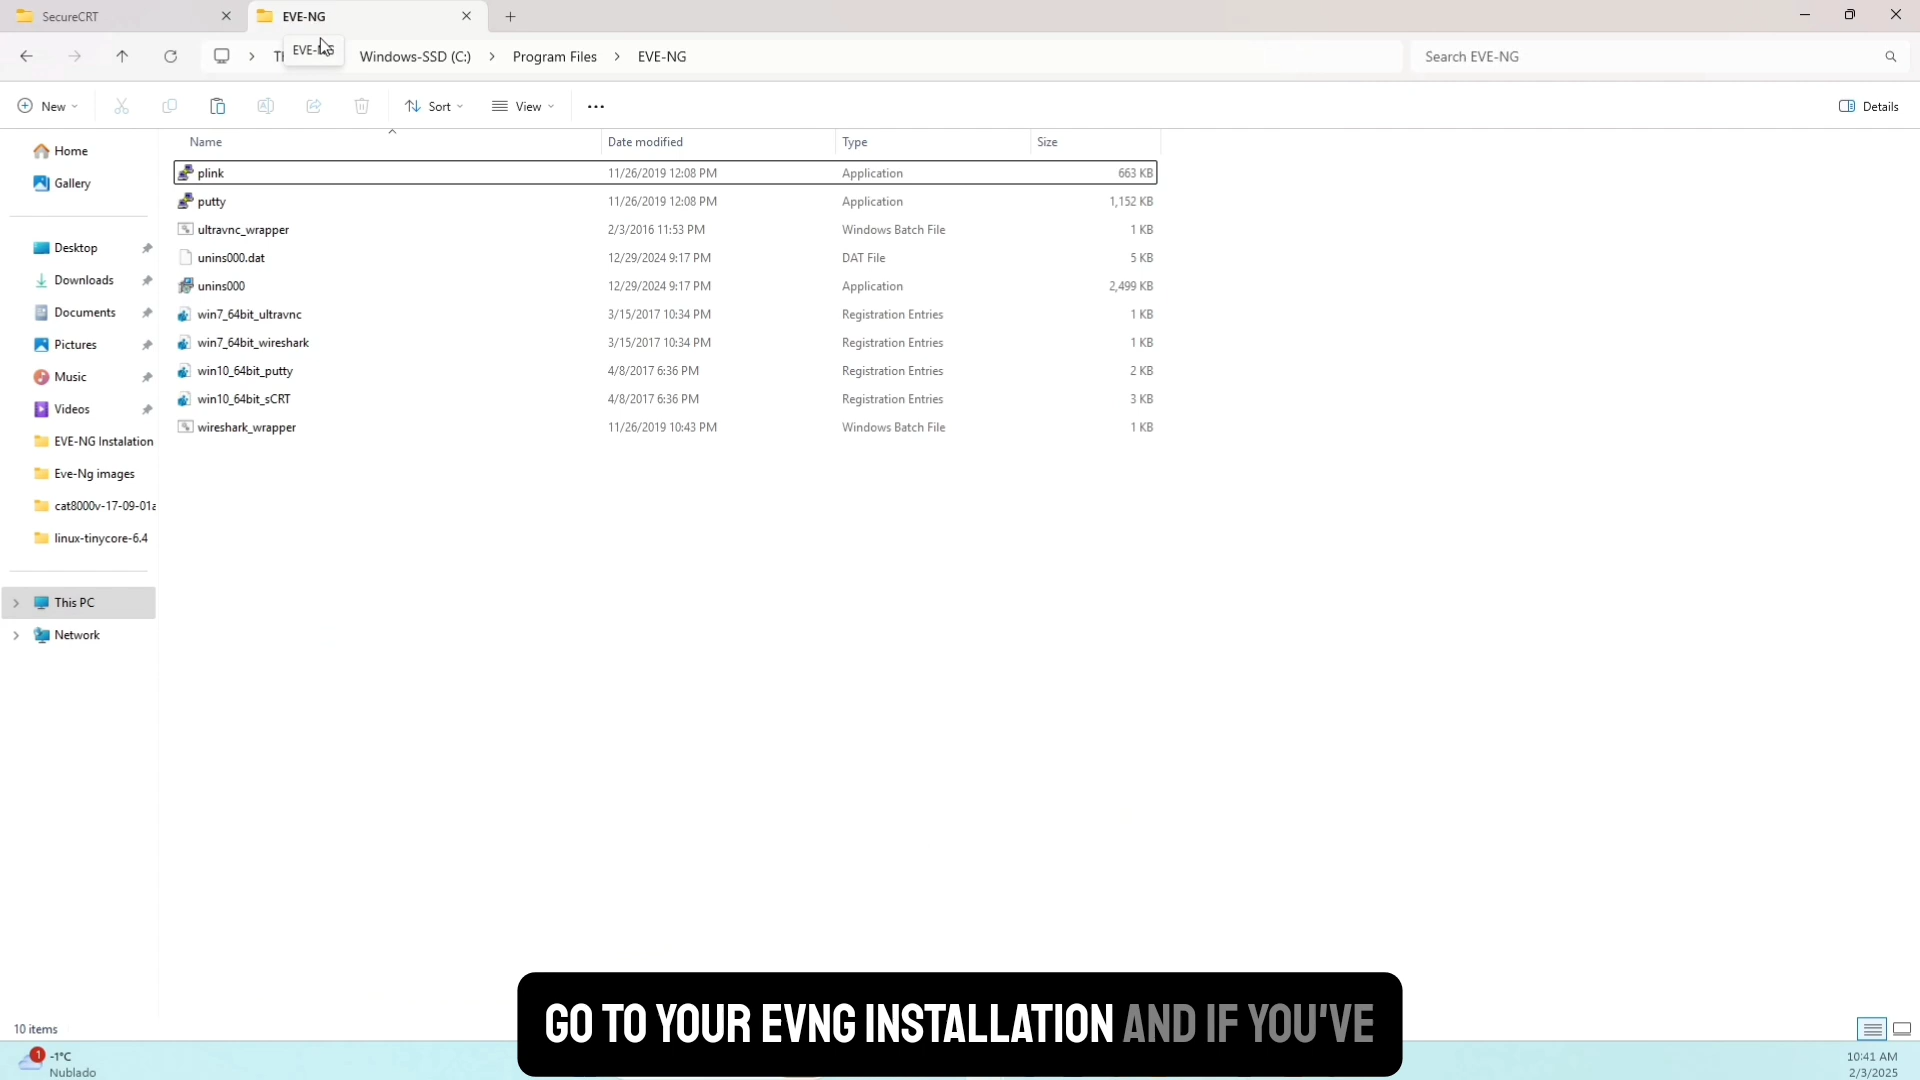 SecureCRT
EVE-NG
EVE-NG
Windows-SSD (C:) > Program Files > EVE-NG
Search EVE-NG
New
Sort
View
Details
Name Date modified Type Size
plink 11/26/2019 12:08 PM Application 663 KB
putty 11/26/2019 12:08 PM Application 1,152 KB
ultravnc_wrapper 2/3/2016 11:53 PM Windows Batch File 1 KB
unins000.dat 12/29/2024 9:17 PM DAT File 5 KB
unins000 12/29/2024 9:17 PM Application 2,499 KB
win7_64bit_ultravnc 3/15/2017 10:34 PM Registration Entries 1 KB
win7_64bit_wireshark 3/15/2017 10:34 PM Registration Entries 1 KB
win10_64bit_putty 4/8/2017 6:36 PM Registration Entries 2 KB
win10_64bit_sCRT 4/8/2017 6:36 PM Registration Entries 3 KB
wireshark_wrapper 11/26/2019 10:43 PM Windows Batch File 1 KB
Home
Gallery
Desktop
Downloads
Documents
Pictures
Music
Videos
EVE-NG Instalation
Eve-Ng images
cat8000v-17-09-01a
linux-tinycore-6.4
This PC
Network
10 items
GO TO YOUR EVNG INSTALLATION AND IF YOU'VE
1
-1°C
Nublado
10:41 AM
2/3/2025